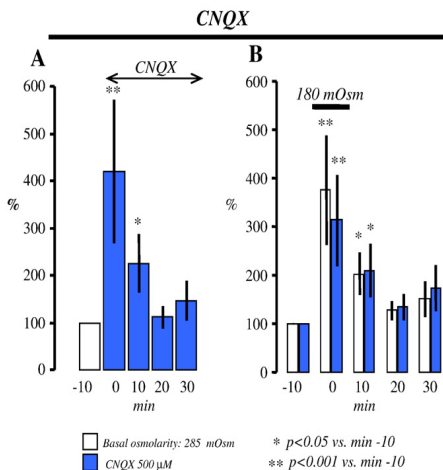 CNQX
A
CNQX
600
500
400
%
300
200
100
0
**
*
-10 0 10 20 30
min
B
180 mOsm
600
500
400
%
300
200
100
0
** **
* *
-10 0 10 20 30
min
Basal osmolarity: 285 mOsm
CNQX 500 µM
* p<0.05 vs. min -10
** p<0.001 vs. min -10